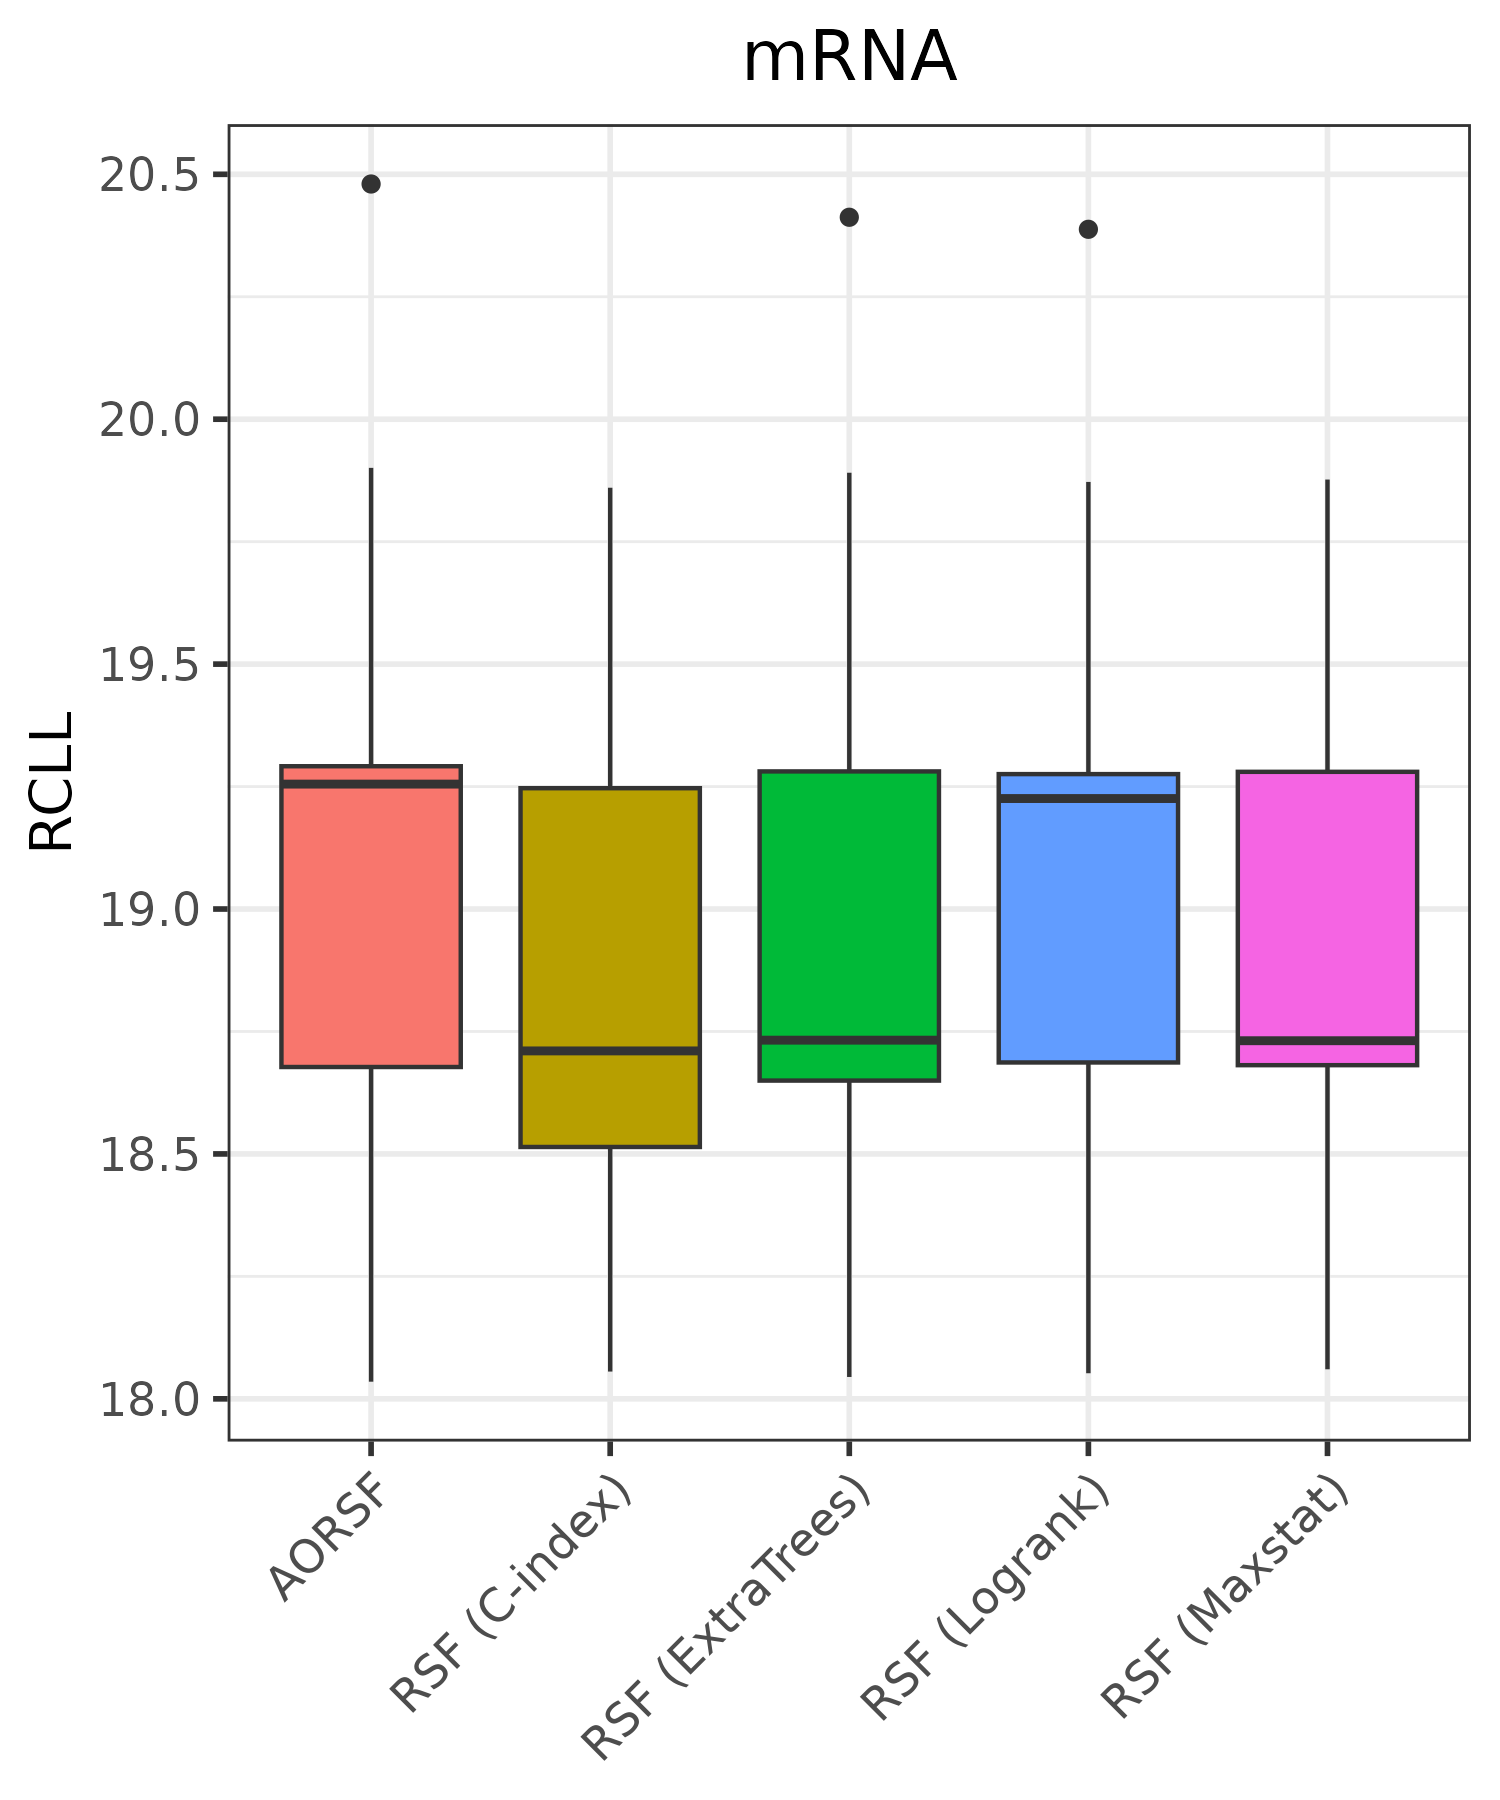 mRNA
20.5
20.0
19.5
19.0
18.5
18.0
RCLL
AORSF
RSF (C-index)
RSF (ExtraTrees)
RSF (Logrank)
RSF (Maxstat)